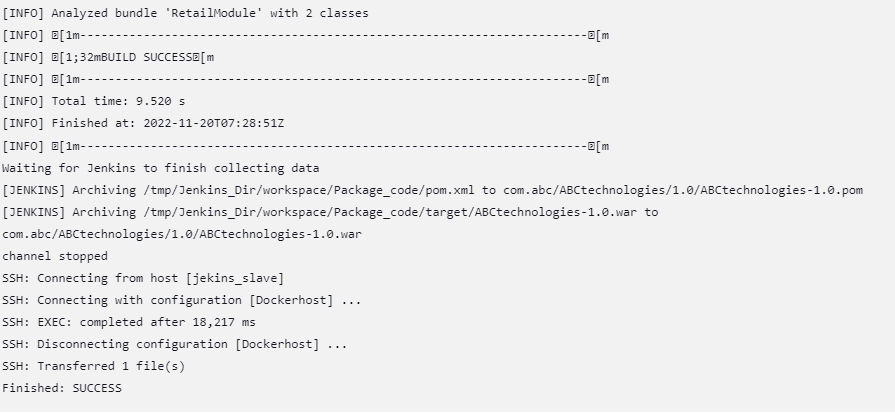 [INFO] Analyzed bundle 'RetailModule' with 2 classes
[INFO] [1m------------------------------------------------------------------------[m
[INFO] [1;32mBUILD SUCCESS[m
[INFO] [1m------------------------------------------------------------------------[m
[INFO] Total time: 9.520 s
[INFO] Finished at: 2022-11-20T07:28:51Z
[INFO] [1m------------------------------------------------------------------------[m
Waiting for Jenkins to finish collecting data
[JENKINS] Archiving /tmp/Jenkins_Dir/workspace/Package_code/pom.xml to com.abc/ABCtechnologies/1.0/ABCtechnologies-1.0.pom
[JENKINS] Archiving /tmp/Jenkins_Dir/workspace/Package_code/target/ABCtechnologies-1.0.war to
com.abc/ABCtechnologies/1.0/ABCtechnologies-1.0.war
channel stopped
SSH: Connecting from host [jekins_slave]
SSH: Connecting with configuration [Dockerhost] ...
SSH: EXEC: completed after 18,217 ms
SSH: Disconnecting configuration [Dockerhost] ...
SSH: Transferred 1 file(s)
Finished: SUCCESS